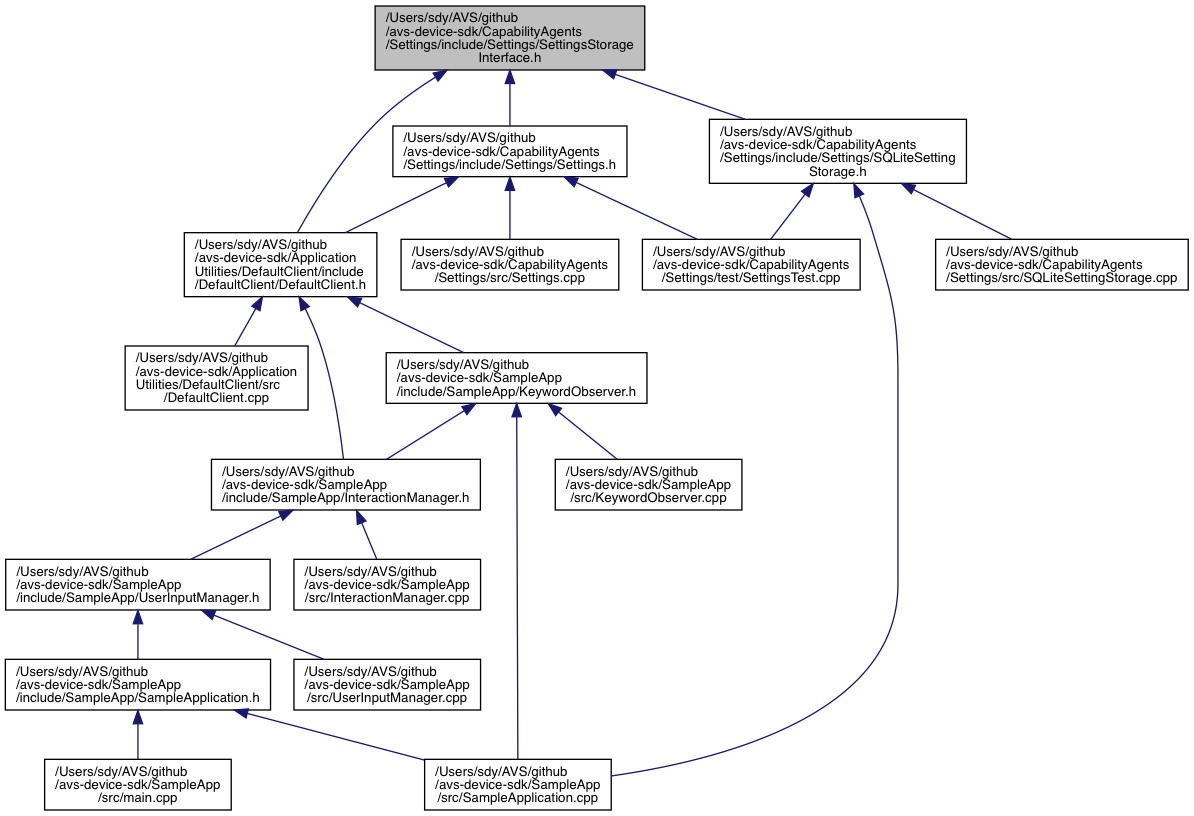 /Users/sdy/AVS/github
/avs-device-sdk/CapabilityAgents
/Settings/include/Settings/SettingsStorage
Interface.h
/Users/sdy/AVS/github
/avs-device-sdk/CapabilityAgents
/Settings/include/Settings/Settings.h
/Users/sdy/AVS/github
/avs-device-sdk/CapabilityAgents
/Settings/include/Settings/SQLiteSetting
Storage.h
/Users/sdy/AVS/github
/avs-device-sdk/Application
Utilities/DefaultClient/include
/DefaultClient/DefaultClient.h
/Users/sdy/AVS/github
/avs-device-sdk/CapabilityAgents
/Settings/src/Settings.cpp
/Users/sdy/AVS/github
/avs-device-sdk/CapabilityAgents
/Settings/test/SettingsTest.cpp
/Users/sdy/AVS/github
/avs-device-sdk/CapabilityAgents
/Settings/src/SQLiteSettingStorage.cpp
/Users/sdy/AVS/github
/avs-device-sdk/Application
Utilities/DefaultClient/src
/DefaultClient.cpp
/Users/sdy/AVS/github
/avs-device-sdk/SampleApp
/include/SampleApp/KeywordObserver.h
/Users/sdy/AVS/github
/avs-device-sdk/SampleApp
/include/SampleApp/InteractionManager.h
/Users/sdy/AVS/github
/avs-device-sdk/SampleApp
/src/KeywordObserver.cpp
/Users/sdy/AVS/github
/avs-device-sdk/SampleApp
/include/SampleApp/UserInputManager.h
/Users/sdy/AVS/github
/avs-device-sdk/SampleApp
/src/InteractionManager.cpp
/Users/sdy/AVS/github
/avs-device-sdk/SampleApp
/include/SampleApp/SampleApplication.h
/Users/sdy/AVS/github
/avs-device-sdk/SampleApp
/src/UserInputManager.cpp
/Users/sdy/AVS/github
/avs-device-sdk/SampleApp
/src/main.cpp
/Users/sdy/AVS/github
/avs-device-sdk/SampleApp
/src/SampleApplication.cpp